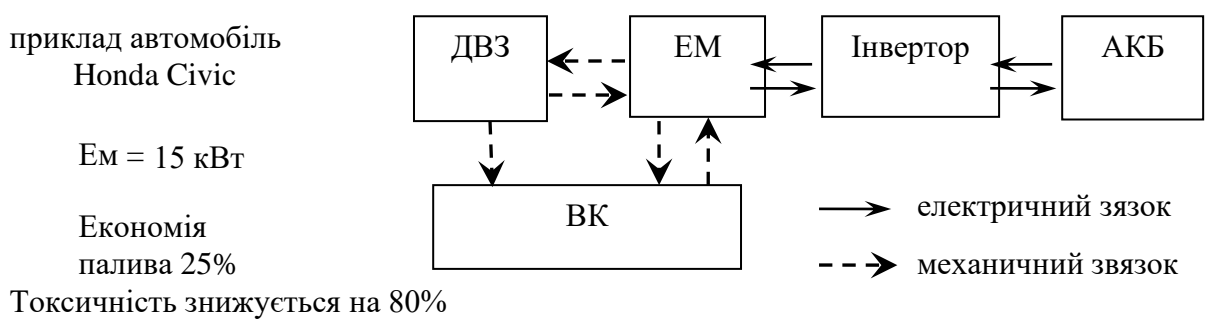 приклад автомобіль
Honda Civic
Ем = 15 кВт
Економія
палива 25%
Токсичність знижується на 80%
ДВЗ
ЕМ
Інвертор
АКБ
ВК
електричний зязок
механичний звязок